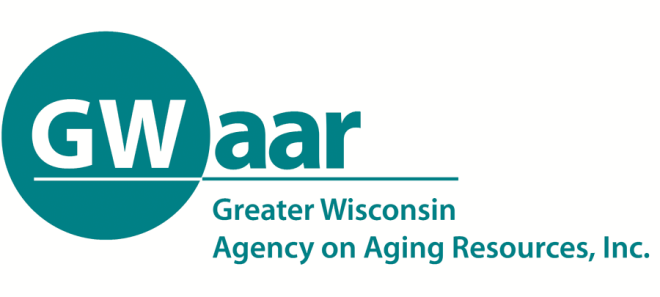 GWaar
Greater Wisconsin
Agency on Aging Resources, Inc.